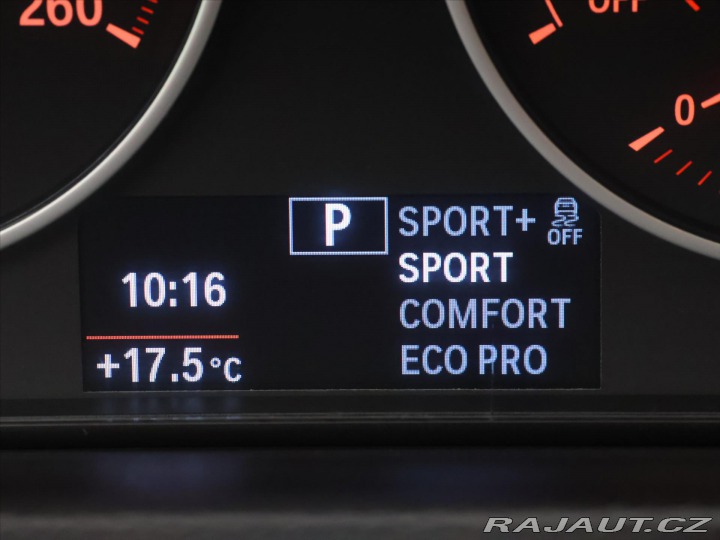 260
OFF
0
P
SPORT+
OFF
SPORT
10:16
COMFORT
+17.5°C
ECO PRO
RAJAUT.CZ